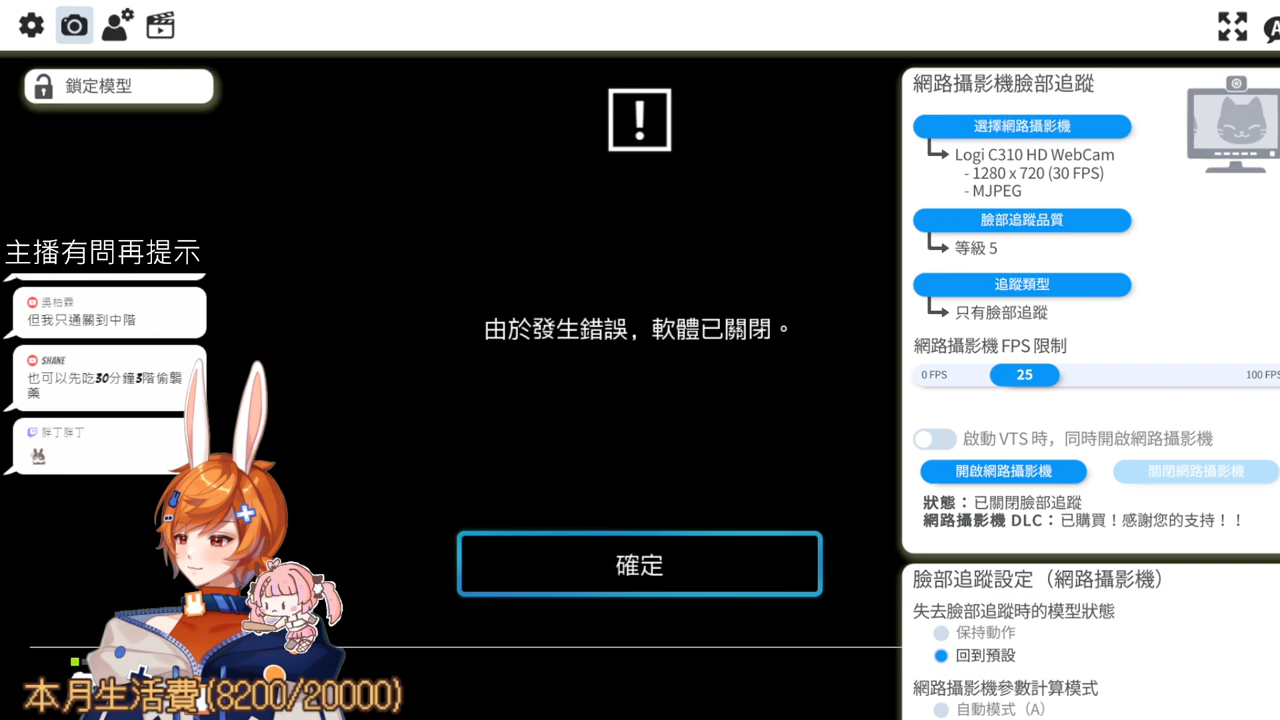 鎖定模型
主播有問再提示
吳柏霖
但我只通關到中階
SHANE
也可以先吃30分鐘3階偷襲
藥
胖丁胖丁
本月生活費(8200/20000)
!
由於發生錯誤，軟體已關閉。
確定
網路攝影機臉部追蹤
選擇網路攝影機
Logi C310 HD WebCam
- 1280 x 720 (30 FPS)
- MJPEG
臉部追蹤品質
等級 5
追蹤類型
只有臉部追蹤
網路攝影機 FPS 限制
0 FPS
25
100 FPS
啟動 VTS 時，同時開啟網路攝影機
開啟網路攝影機
關閉網路攝影機
狀態：已關閉臉部追蹤
網路攝影機 DLC：已購買！感謝您的支持！！
臉部追蹤設定（網路攝影機）
失去臉部追蹤時的模型狀態
保持動作
回到預設
網路攝影機參數計算模式
自動模式（A）